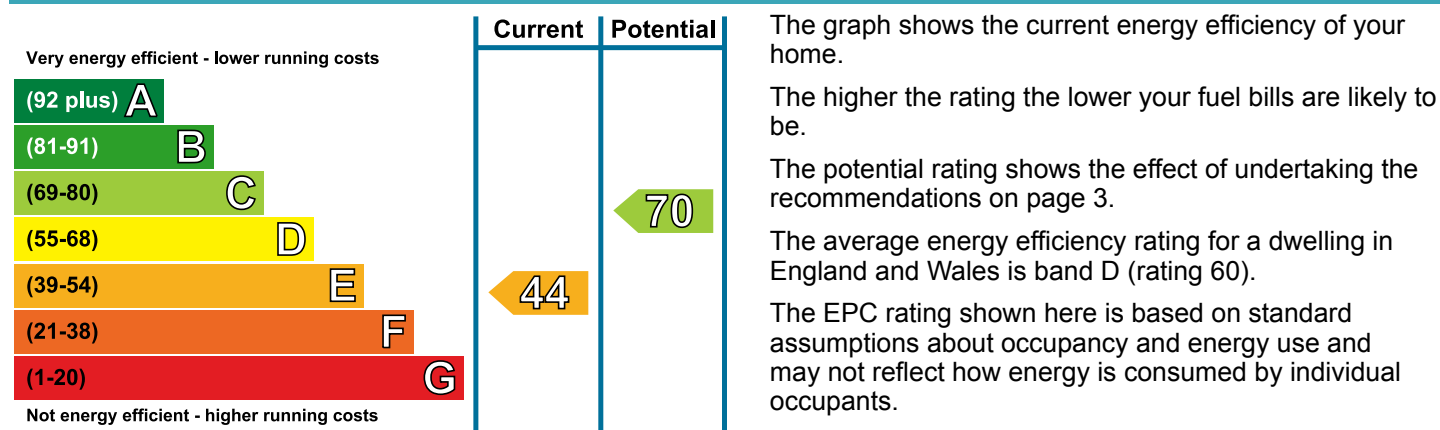 Current Potential
Very energy efficient - lower running costs
(92 plus) A
(81-91) B
(69-80) C
(55-68) D
(39-54) E
(21-38) F
(1-20) G
Not energy efficient - higher running costs
70
44
The graph shows the current energy efficiency of your
home.
The higher the rating the lower your fuel bills are likely to
be.
The potential rating shows the effect of undertaking the
recommendations on page 3.
The average energy efficiency rating for a dwelling in
England and Wales is band D (rating 60).
The EPC rating shown here is based on standard
assumptions about occupancy and energy use and
may not reflect how energy is consumed by individual
occupants.